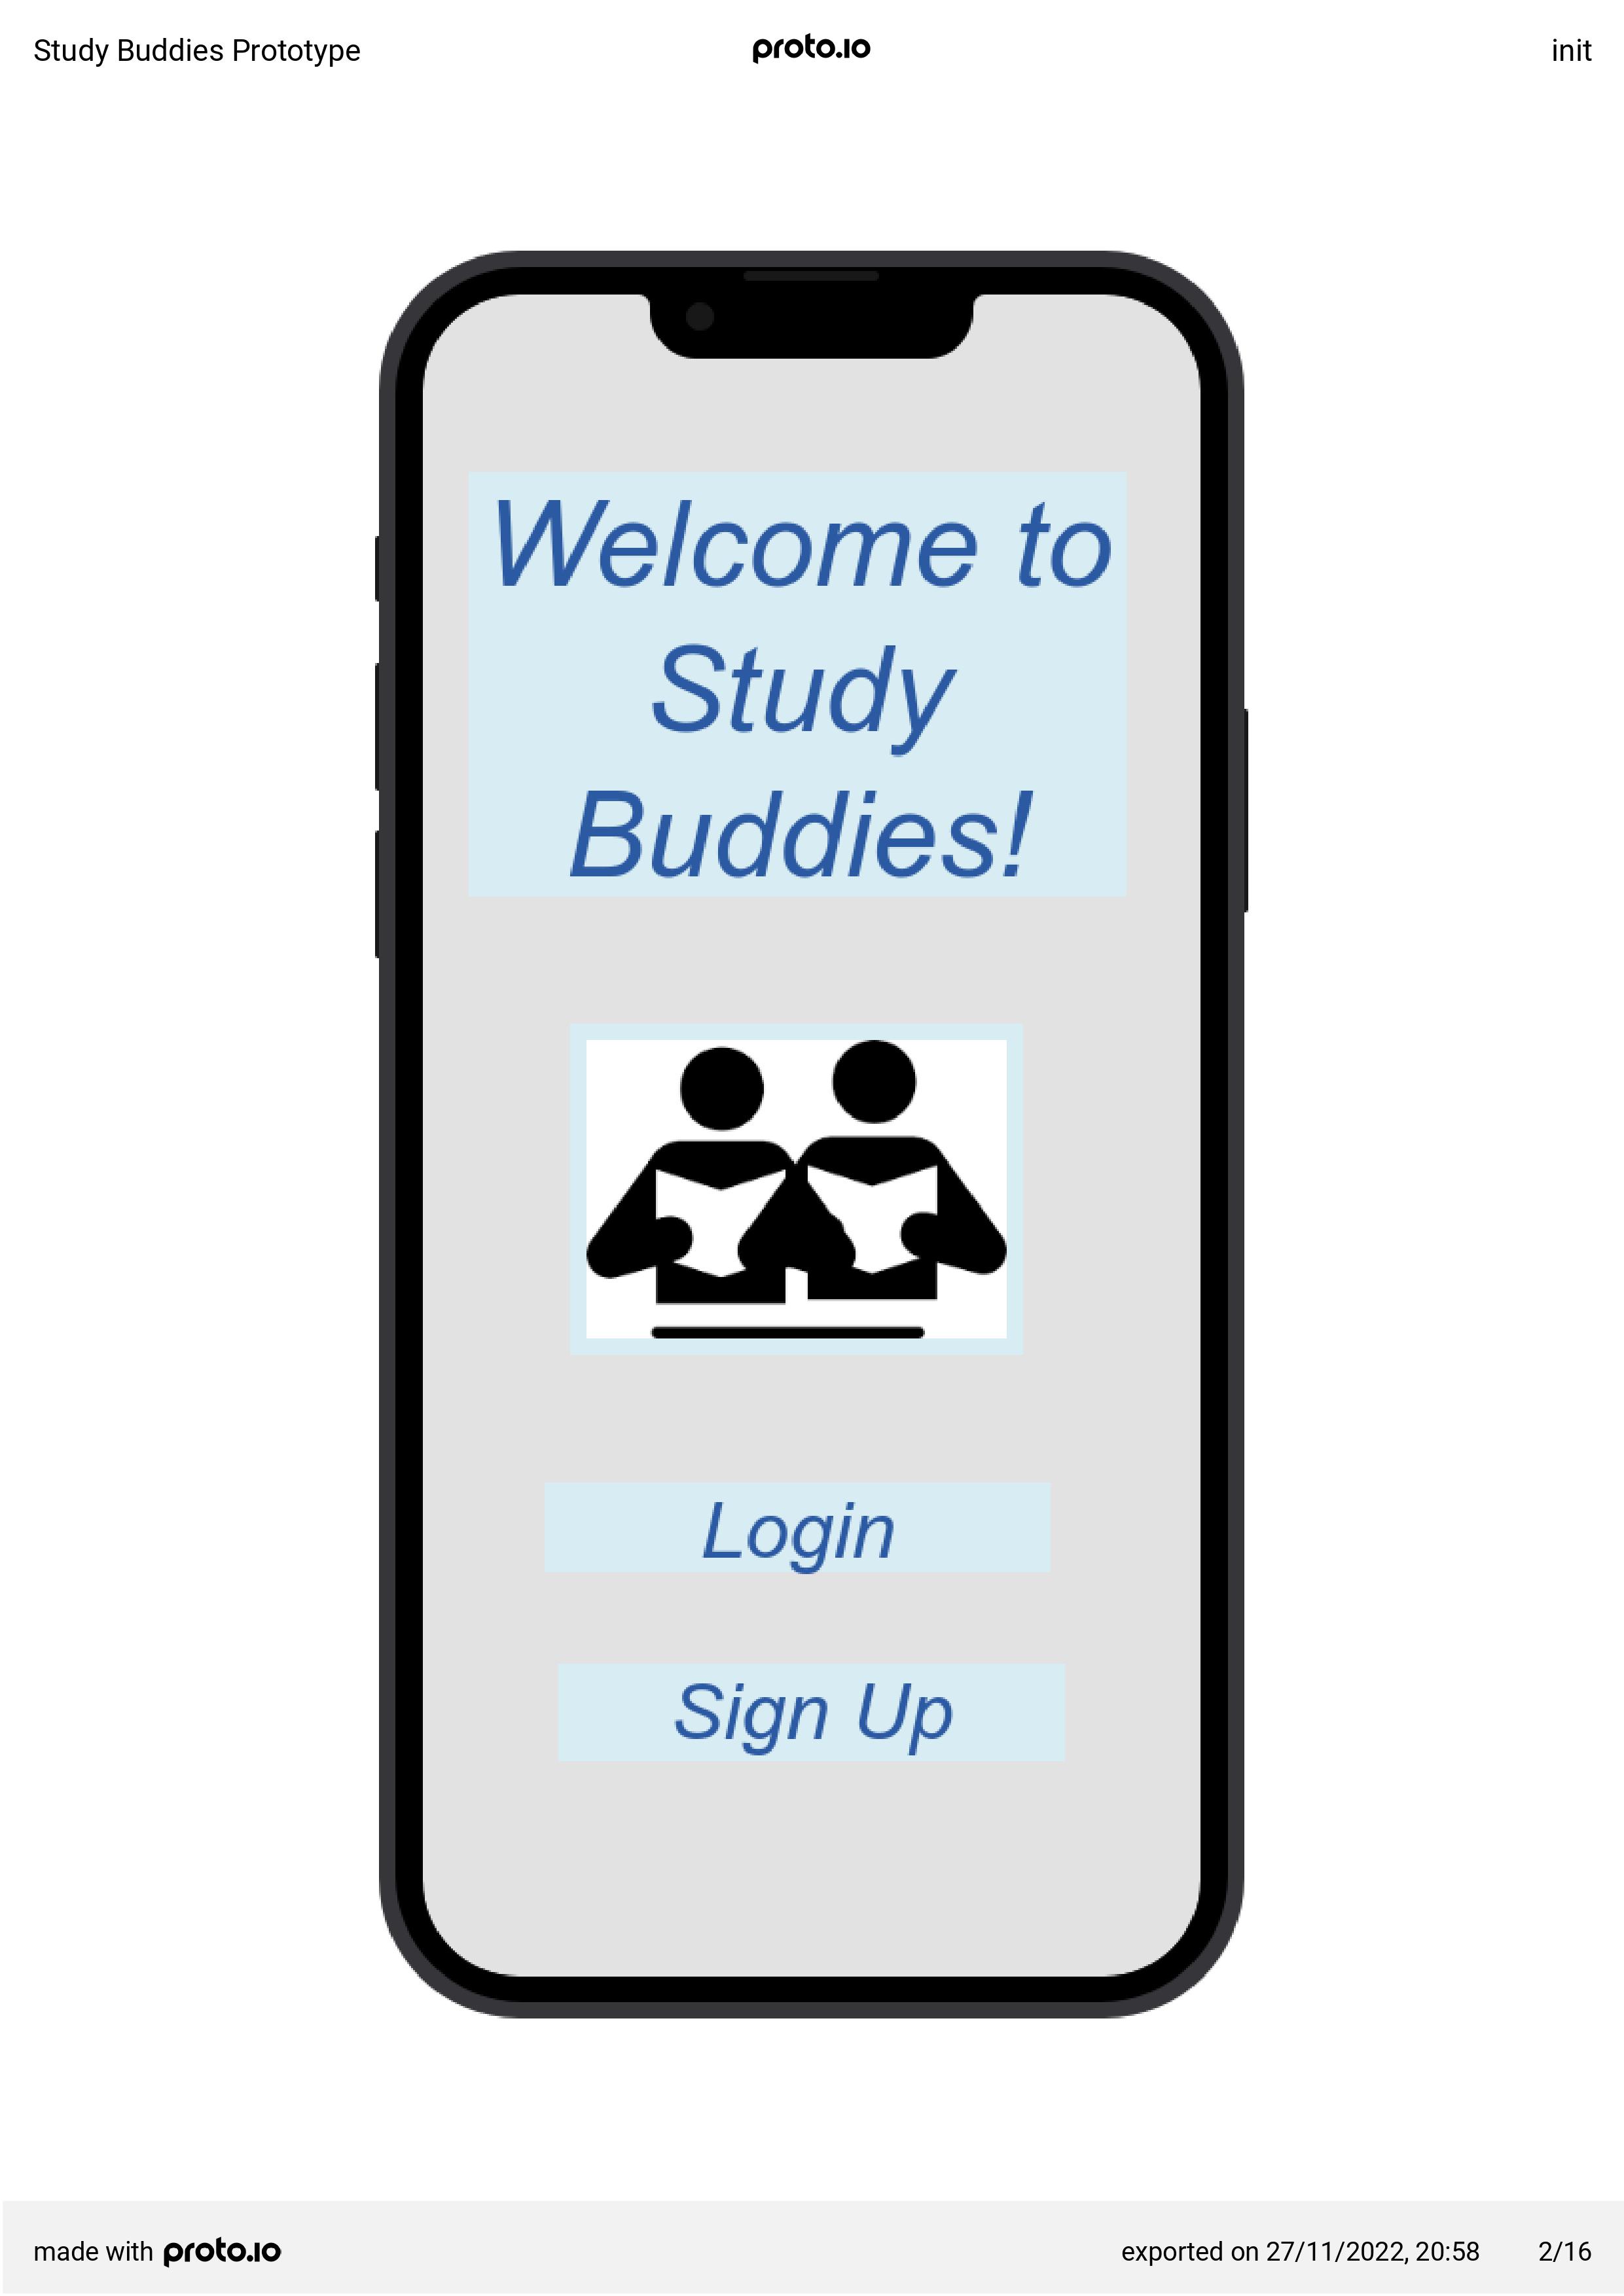 Study Buddies Prototype proto.io init
Welcome to
Study
Buddies!
Login
Sign Up
made with proto.io exported on 27/11/2022, 20:58 2/16